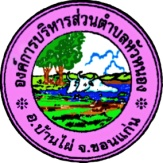 องค์การบริหารส่วนตำบลหัวหนอง
อ.บ้านไผ่ จ.ขอนแก่น